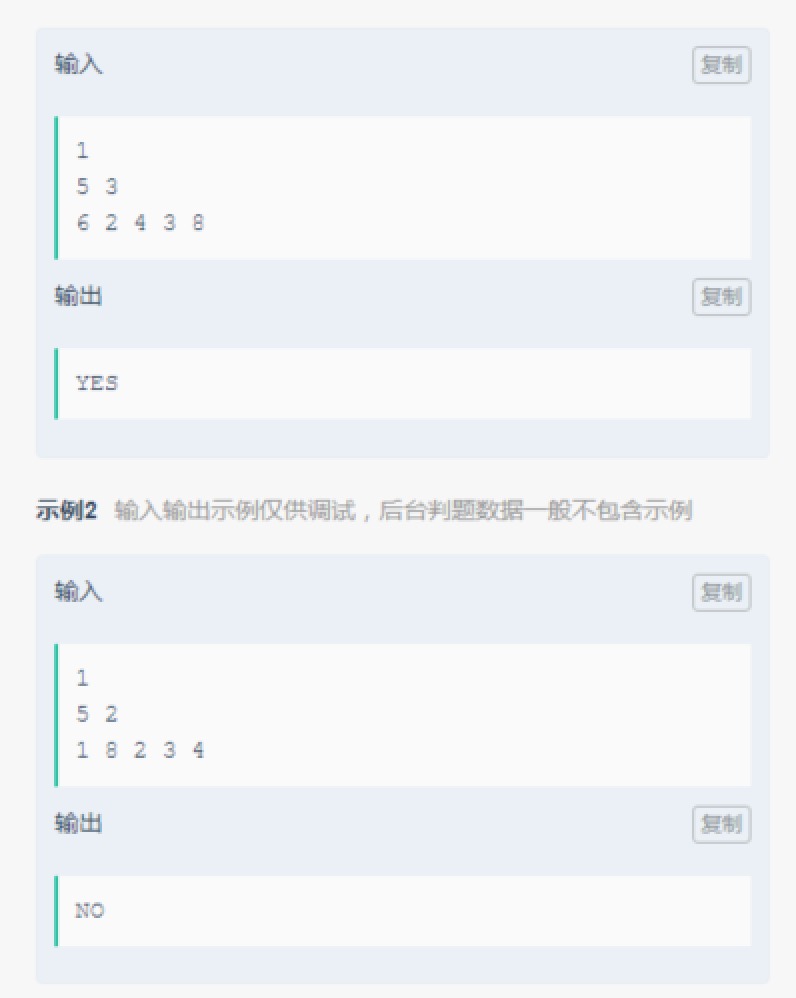 输入
复制
1
5 3
6 2 4 3 8
输出
复制
YES
示例2 输入输出示例仅供调试，后台判题数据一般不包含示例
输入
复制
1
5 2
1 8 2 3 4
输出
复制
NO